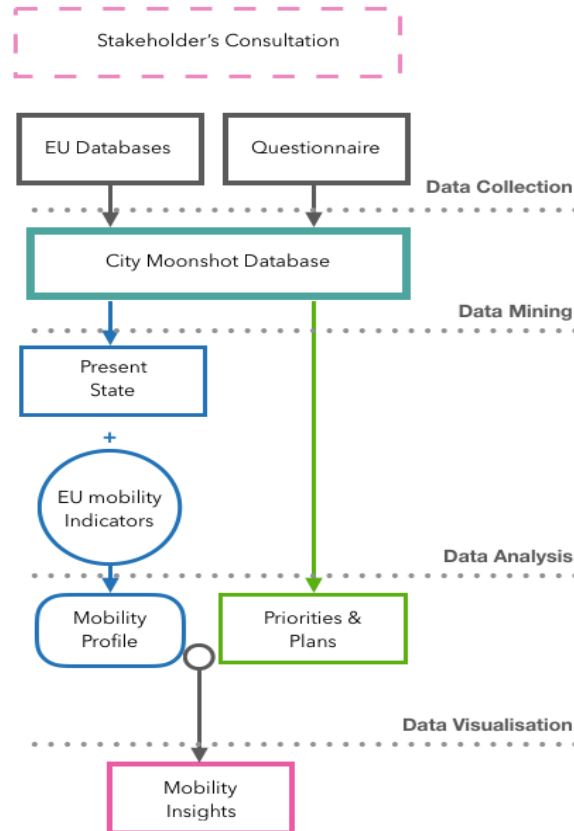 Stakeholder's Consultation
EU Databases
Questionnaire
Data Collection
City Moonshot Database
Data Mining
Present
State
+
EU mobility
Indicators
Data Analysis
Mobility
Profile
Priorities &
Plans
Data Visualisation
Mobility
Insights